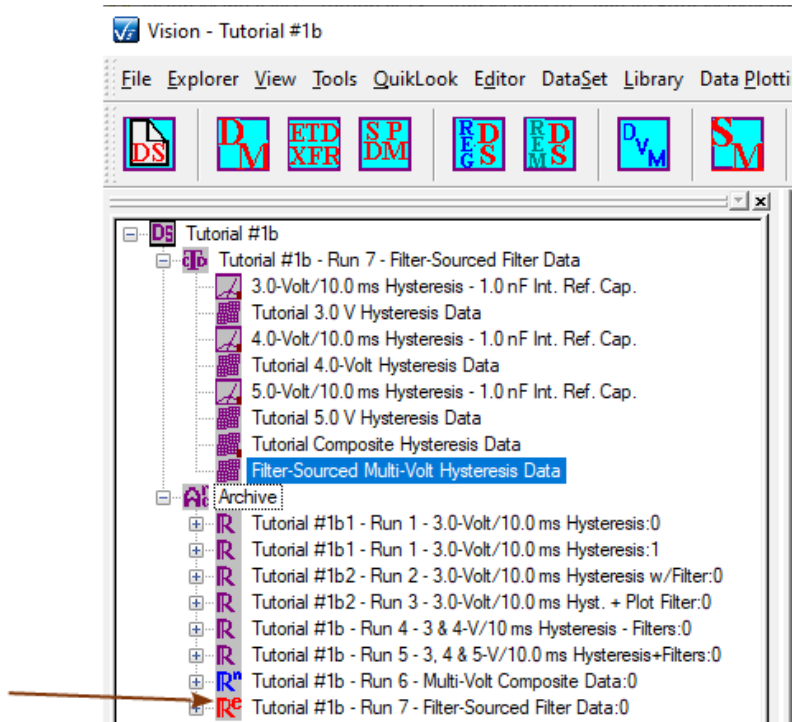 Vision - Tutorial #1b
File Explorer View Tools QuikLook Editor DataSet Library Data Plotti
DS DM ETD XFR SP DM REG DS REM DS DVM SM
DS Tutorial #1b
CTD Tutorial #1b - Run 7 - Filter-Sourced Filter Data
3.0-Volt/10.0 ms Hysteresis - 1.0 nF Int. Ref. Cap.
Tutorial 3.0 V Hysteresis Data
4.0-Volt/10.0 ms Hysteresis - 1.0 nF Int. Ref. Cap.
Tutorial 4.0-Volt Hysteresis Data
5.0-Volt/10.0 ms Hysteresis - 1.0 nF Int. Ref. Cap.
Tutorial 5.0 V Hysteresis Data
Tutorial Composite Hysteresis Data
Filter-Sourced Multi-Volt Hysteresis Data
Archive
R Tutorial #1b1 - Run 1 - 3.0-Volt/10.0 ms Hysteresis:0
R Tutorial #1b1 - Run 1 - 3.0-Volt/10.0 ms Hysteresis:1
R Tutorial #1b2 - Run 2 - 3.0-Volt/10.0 ms Hysteresis w/Filter:0
R Tutorial #1b2 - Run 3 - 3.0-Volt/10.0 ms Hyst. + Plot Filter:0
R Tutorial #1b - Run 4 - 3 & 4-V/10 ms Hysteresis - Filters:0
R Tutorial #1b - Run 5 - 3, 4 & 5-V/10.0 ms Hysteresis+Filters:0
Rn Tutorial #1b - Run 6 - Multi-Volt Composite Data:0
Re Tutorial #1b - Run 7 - Filter-Sourced Filter Data:0